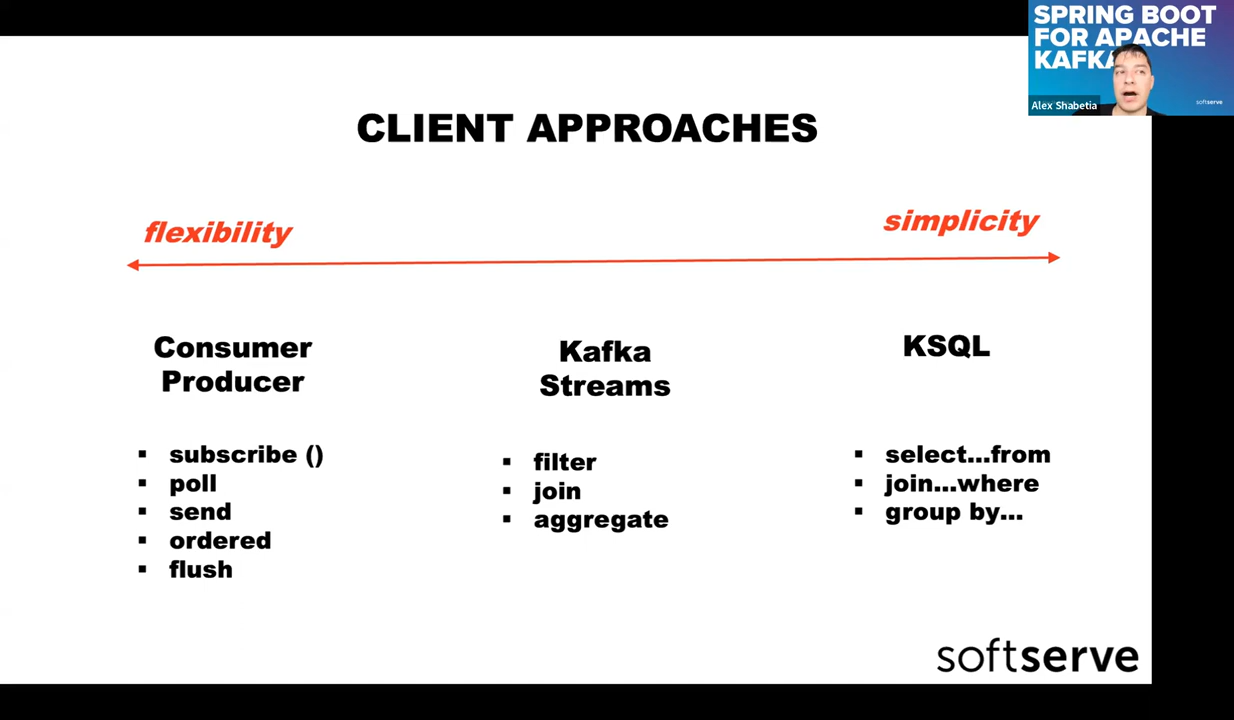 SPRING BOOT
FOR APACHE
KAFKA
Alex Shabetia
softserve
CLIENT APPROACHES
flexibility
simplicity
Consumer
Producer
▪ subscribe ()
▪ poll
▪ send
▪ ordered
▪ flush
Kafka
Streams
▪ filter
▪ join
▪ aggregate
KSQL
▪ select...from
▪ join...where
▪ group by...
softserve